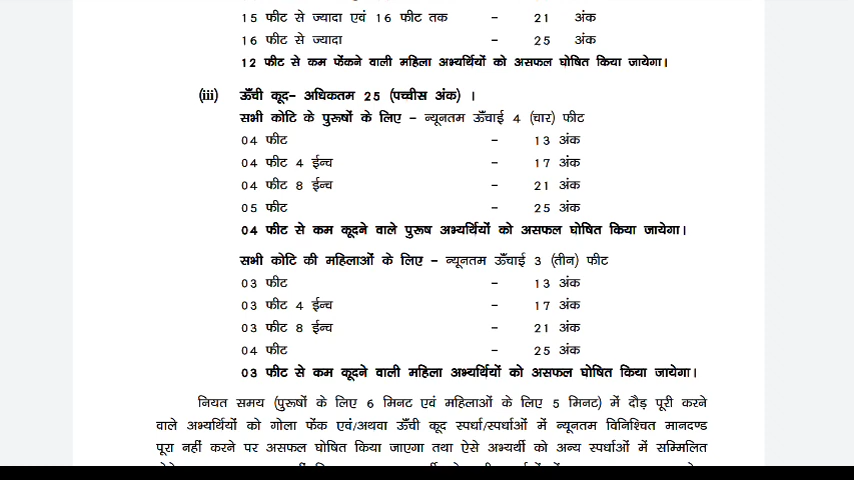 15 फीट से ज्यादा एवं 16 फीट तक – 21 अंक
16 फीट से ज्यादा – 25 अंक
12 फीट से कम फेंकने वाली महिला अभ्यर्थियों को असफल घोषित किया जायेगा।
(iii) ऊँची कूद– अधिकतम 25 (पच्चीस अंक) ।
सभी कोटि के पुरूषों के लिए – न्यूनतम ऊँचाई 4 (चार) फीट
04 फीट – 13 अंक
04 फीट 4 ईन्च – 17 अंक
04 फीट 8 ईन्च – 21 अंक
05 फीट – 25 अंक
04 फीट से कम कूदने वाले पुरूष अभ्यर्थियों को असफल घोषित किया जायेगा।
सभी कोटि की महिलाओं के लिए – न्यूनतम ऊँचाई 3 (तीन) फीट
03 फीट – 13 अंक
03 फीट 4 ईन्च – 17 अंक
03 फीट 8 ईन्च – 21 अंक
04 फीट – 25 अंक
03 फीट से कम कूदने वाली महिला अभ्यर्थियों को असफल घोषित किया जायेगा।
नियत समय (पुरूषों के लिए 6 मिनट एवं महिलाओं के लिए 5 मिनट) में दौड़ पूरी करने
वाले अभ्यर्थियों को गोला फेंक एवं/अथवा ऊँची कूद स्पर्धा/स्पर्धाओं में न्यूनतम विनिश्चित मानदण्ड
पूरा नहीं करने पर असफल घोषित किया जाएगा तथा ऐसे अभ्यर्थी को अन्य स्पर्धाओं में सम्मिलित